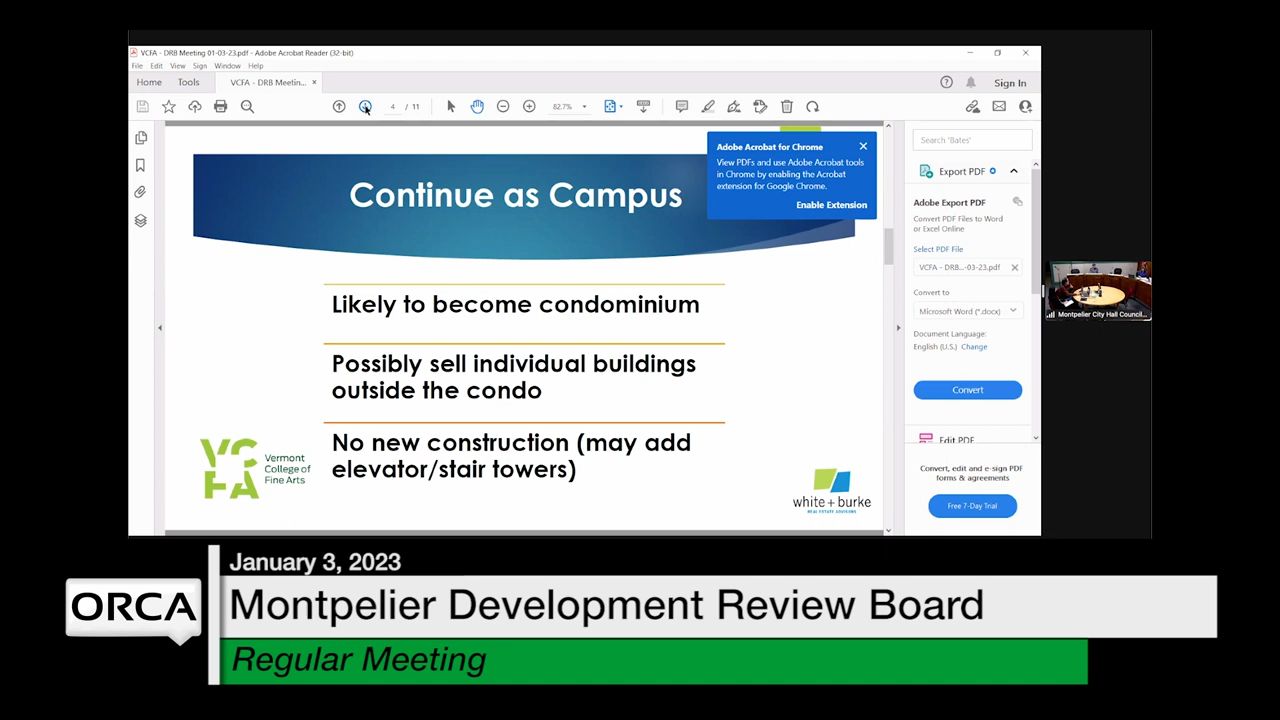 VCFA - DRB Meeting 01-03-23.pdf - Adobe Acrobat Reader (32-bit)
File Edit View Sign Window Help
Home Tools VCFA - DRB Meetin... × Sign In
4 / 11 82.7%
Continue as Campus
Adobe Acrobat for Chrome
View PDFs and use Adobe Acrobat tools
in Chrome by enabling the Acrobat
extension for Google Chrome.
Enable Extension
Likely to become condominium
Possibly sell individual buildings
outside the condo
No new construction (may add
elevator/stair towers)
VCFA
Vermont
College of
Fine Arts
white + burke
REAL ESTATE ADVISORS
Search 'Bates'
Export PDF
Adobe Export PDF
Convert PDF Files to Word
or Excel Online
Select PDF File
VCFA - DRB...-03-23.pdf
Convert to
Microsoft Word (*.docx)
Document Language:
English (U.S.) Change
Convert
Edit PDF
Convert, edit and e-sign PDF
forms & agreements
Free 7-Day Trial
Montpelier City Hall Council...
January 3, 2023
ORCA
Montpelier Development Review Board
Regular Meeting